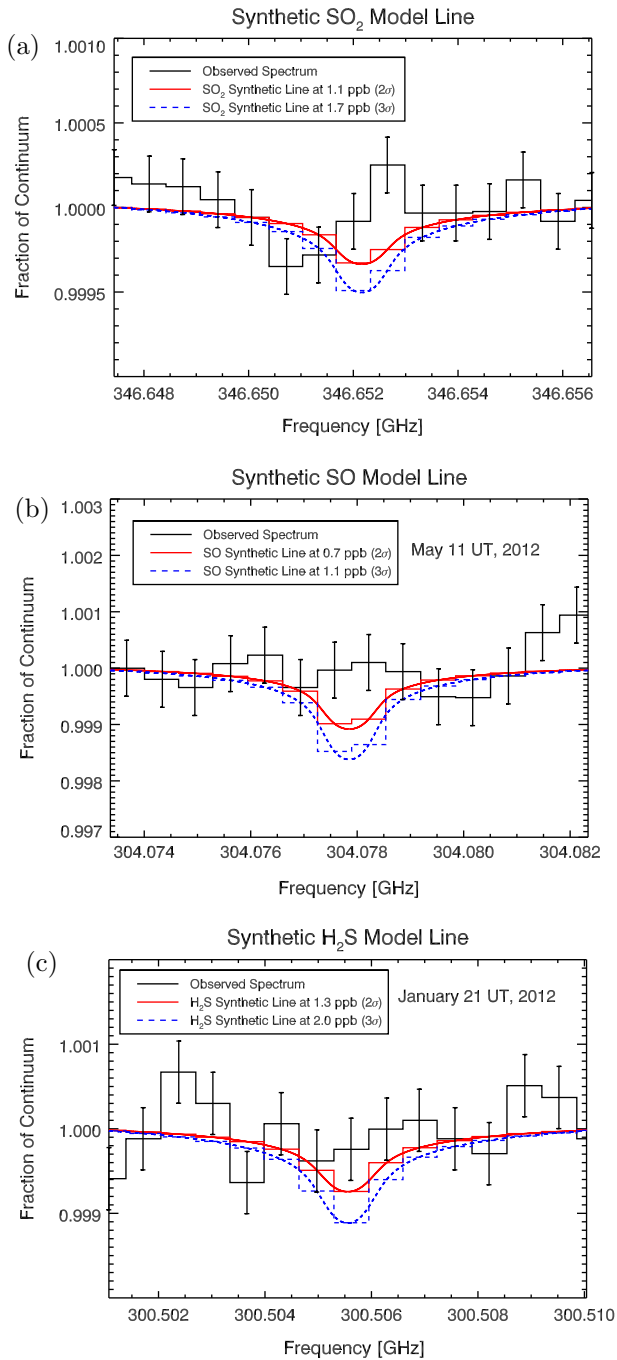 (a)
Synthetic SO₂ Model Line
Observed Spectrum
SO₂ Synthetic Line at 1.1 ppb (2σ)
SO₂ Synthetic Line at 1.7 ppb (3σ)
1.0010
1.0005
1.0000
0.9995
Fraction of Continuum
346.648 346.650 346.652 346.654 346.656
Frequency [GHz]
(b)
Synthetic SO Model Line
Observed Spectrum
SO Synthetic Line at 0.7 ppb (2σ)
SO Synthetic Line at 1.1 ppb (3σ)
May 11 UT, 2012
1.003
1.002
1.001
1.000
0.999
0.998
0.997
Fraction of Continuum
304.074 304.076 304.078 304.080 304.082
Frequency [GHz]
(c)
Synthetic H₂S Model Line
Observed Spectrum
H₂S Synthetic Line at 1.3 ppb (2σ)
H₂S Synthetic Line at 2.0 ppb (3σ)
January 21 UT, 2012
1.001
1.000
0.999
Fraction of Continuum
300.502 300.504 300.506 300.508 300.510
Frequency [GHz]